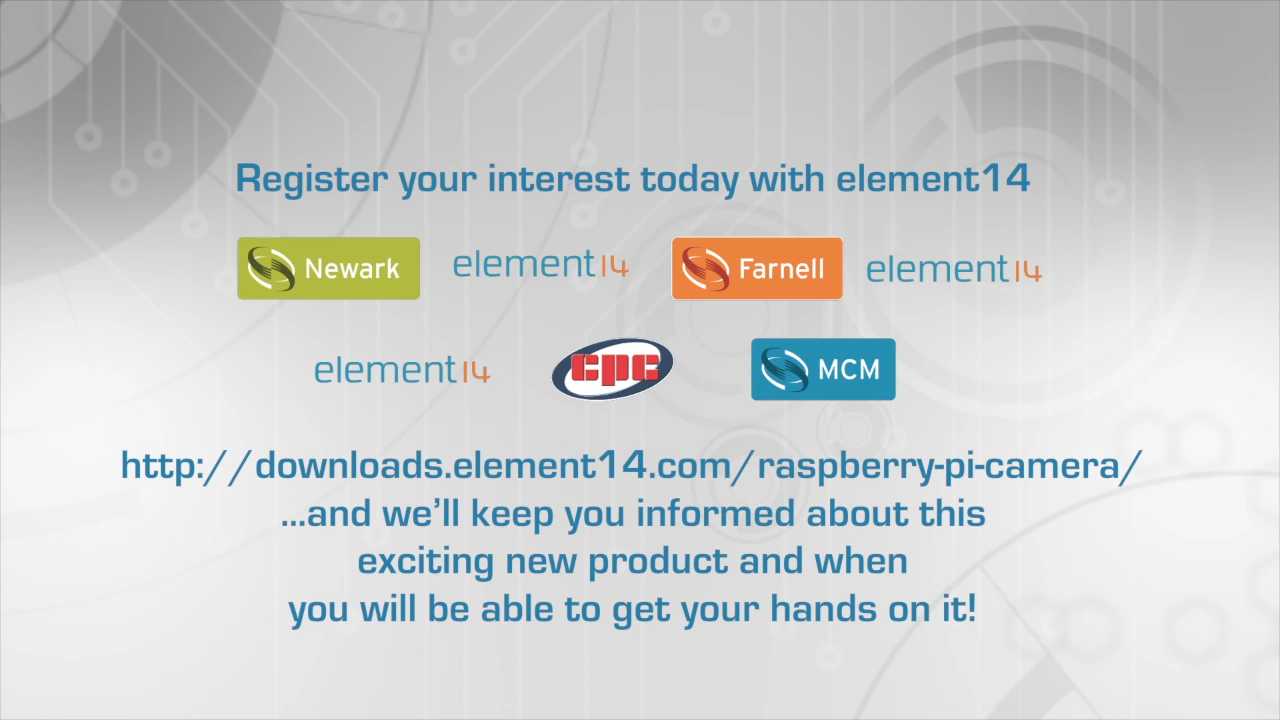 Register your interest today with element14
Newark element14 Farnell element14
element14 cpc MCM
http://downloads.element14.com/raspberry-pi-camera/
...and we'll keep you informed about this
exciting new product and when
you will be able to get your hands on it!